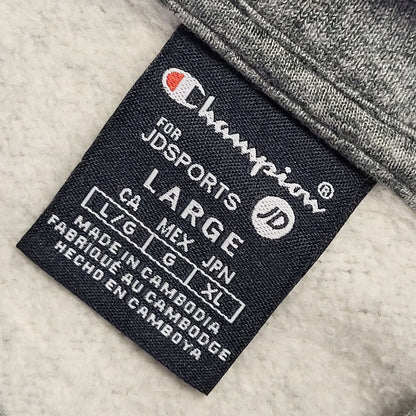 Champion®
FOR
JDSPORTS JD
LARGE
CA MEX JPN
L/G G XL
MADE IN CAMBODIA
FABRIQUÉ AU CAMBODGE
HECHO EN CAMBOYA